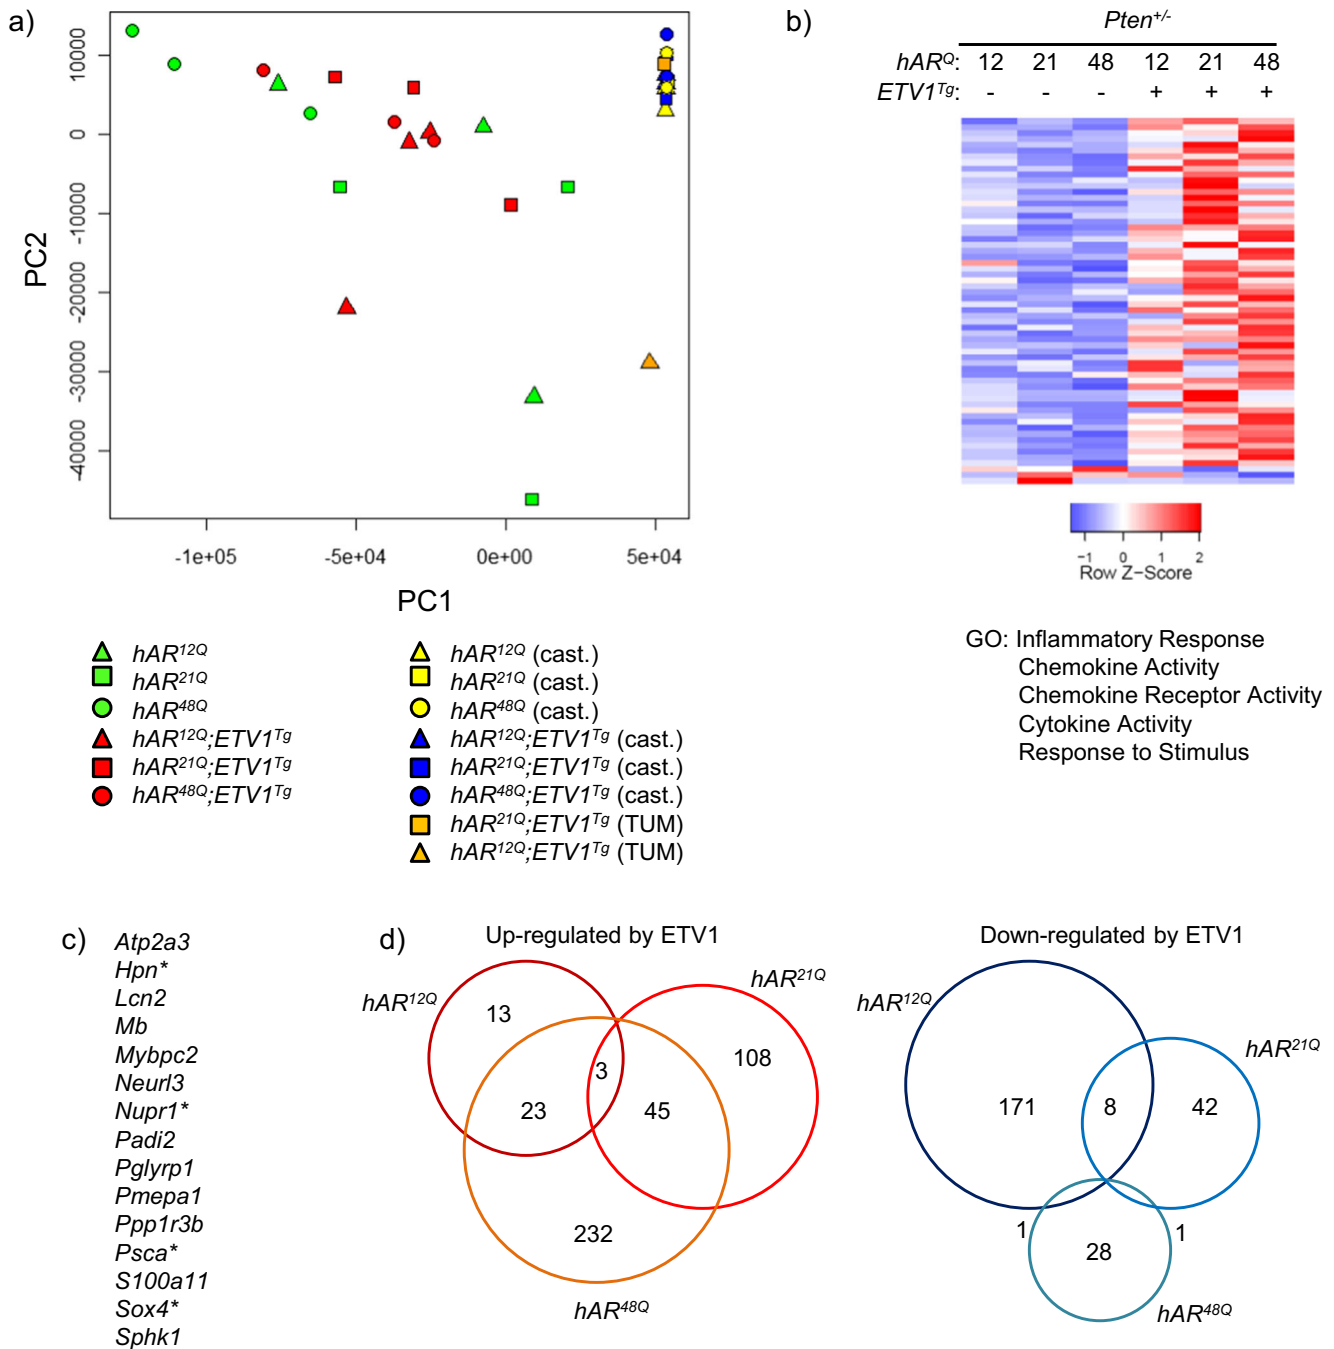 a)
10000
0
-10000
-20000
-30000
-40000
PC2
-1e+05
-5e+04
0e+00
5e+04
PC1
hAR12Q
hAR21Q
hAR48Q
hAR12Q;ETV1Tg
hAR21Q;ETV1Tg
hAR48Q;ETV1Tg
hAR12Q (cast.)
hAR21Q (cast.)
hAR48Q (cast.)
hAR12Q;ETV1Tg (cast.)
hAR21Q;ETV1Tg (cast.)
hAR48Q;ETV1Tg (cast.)
hAR21Q;ETV1Tg (TUM)
hAR12Q;ETV1Tg (TUM)
b)
Pten+/-
hARQ: 12 21 48 12 21 48
ETV1Tg: - - - + + +
−1 0 1 2
Row Z−Score
GO: Inflammatory Response
Chemokine Activity
Chemokine Receptor Activity
Cytokine Activity
Response to Stimulus
c)
Atp2a3
Hpn*
Lcn2
Mb
Mybpc2
Neurl3
Nupr1*
Padi2
Pglyrp1
Pmepa1
Ppp1r3b
Psca*
S100a11
Sox4*
Sphk1
d)
Up-regulated by ETV1
hAR12Q
hAR21Q
13
108
3
23
45
232
hAR48Q
Down-regulated by ETV1
hAR12Q
hAR21Q
171
8
42
1
1
28
hAR48Q